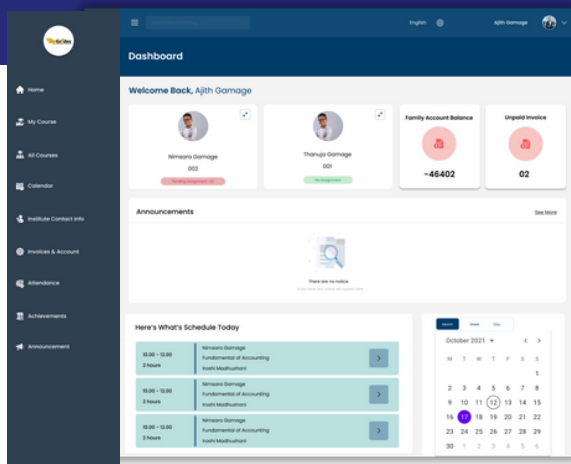 English
Ajith Gamage
Dashboard
Welcome Back, Ajith Gamage
Home
My Course
All Courses
Calendar
Institute Contact Info
Invoices & Account
Attendance
Achievements
Announcement
Nimsara Gamage
002
Pending Assignment : 02
Thanuja Gamage
001
No Assignment
Family Account Balance
-46402
Unpaid Invoice
02
Announcements
See More
There are no notice
Here's What's Schedule Today
10.00 - 12.00
2 hours
Nimsara Gamage
Fundamental of Accounting
Iroshi Madhushani
10.00 - 12.00
2 hours
Nimsara Gamage
Fundamental of Accounting
Iroshi Madhushani
10.00 - 12.00
2 hours
Nimsara Gamage
Fundamental of Accounting
Iroshi Madhushani
Month Week Day
October 2021
M T W T F S S
1
2 3 4 5 6 7 8
9 10 11 12 13 14 15
16 17 18 19 20 21 22
23 24 25 26 27 28 29
30 1 2 3 4 5 6